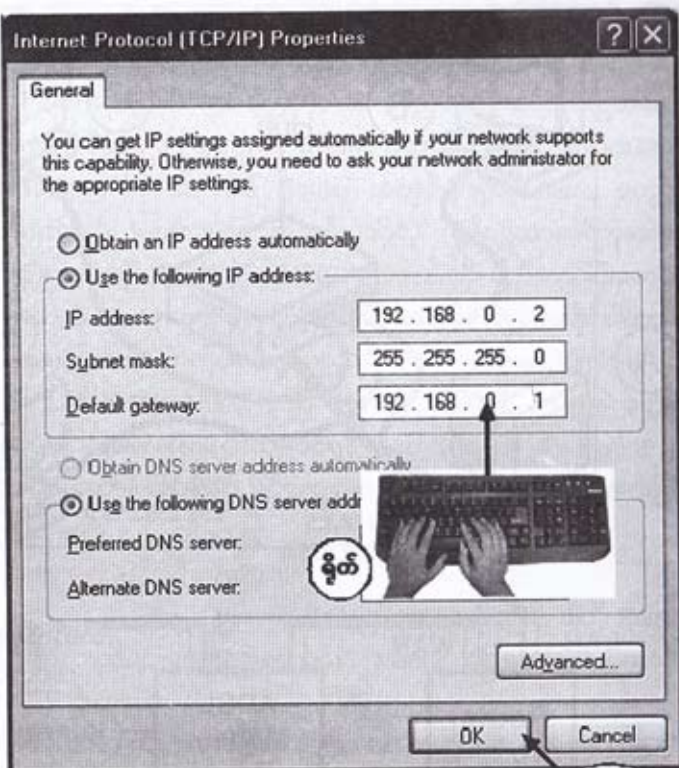 Internet Protocol (TCP/IP) Properties
General
You can get IP settings assigned automatically if your network supports
this capability. Otherwise, you need to ask your network administrator for
the appropriate IP settings.
Obtain an IP address automatically
Use the following IP address:
IP address: 192 . 168 . 0 . 2
Subnet mask: 255 . 255 . 255 . 0
Default gateway: 192 . 168 . 0 . 1
Obtain DNS server address automatically
Use the following DNS server addr
Preferred DNS server:
ရိုက်
Alternate DNS server:
Advanced...
OK Cancel